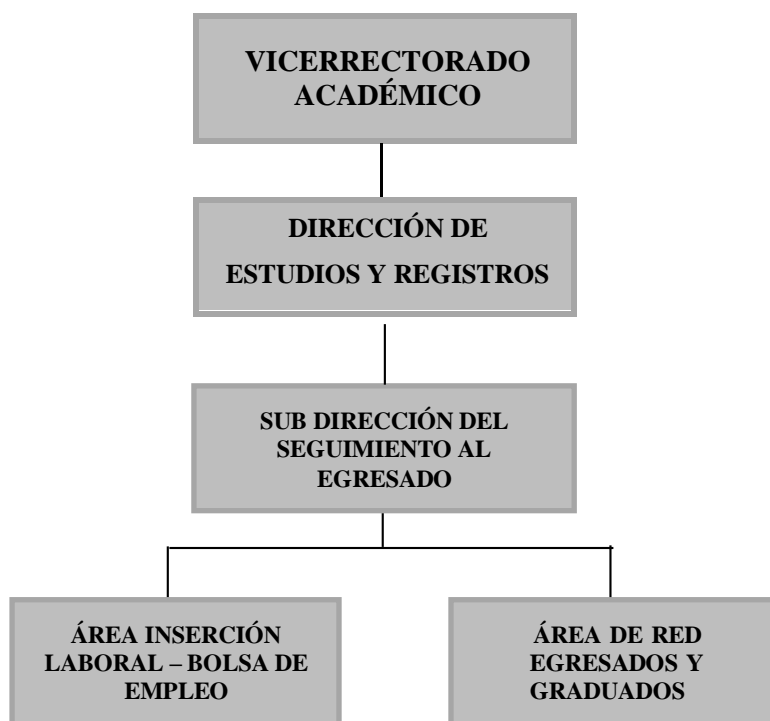 VICERRECTORADO
ACADÉMICO
DIRECCIÓN DE
ESTUDIOS Y REGISTROS
SUB DIRECCIÓN DEL
SEGUIMIENTO AL
EGRESADO
ÁREA INSERCIÓN
LABORAL – BOLSA DE
EMPLEO
ÁREA DE RED
EGRESADOS Y
GRADUADOS